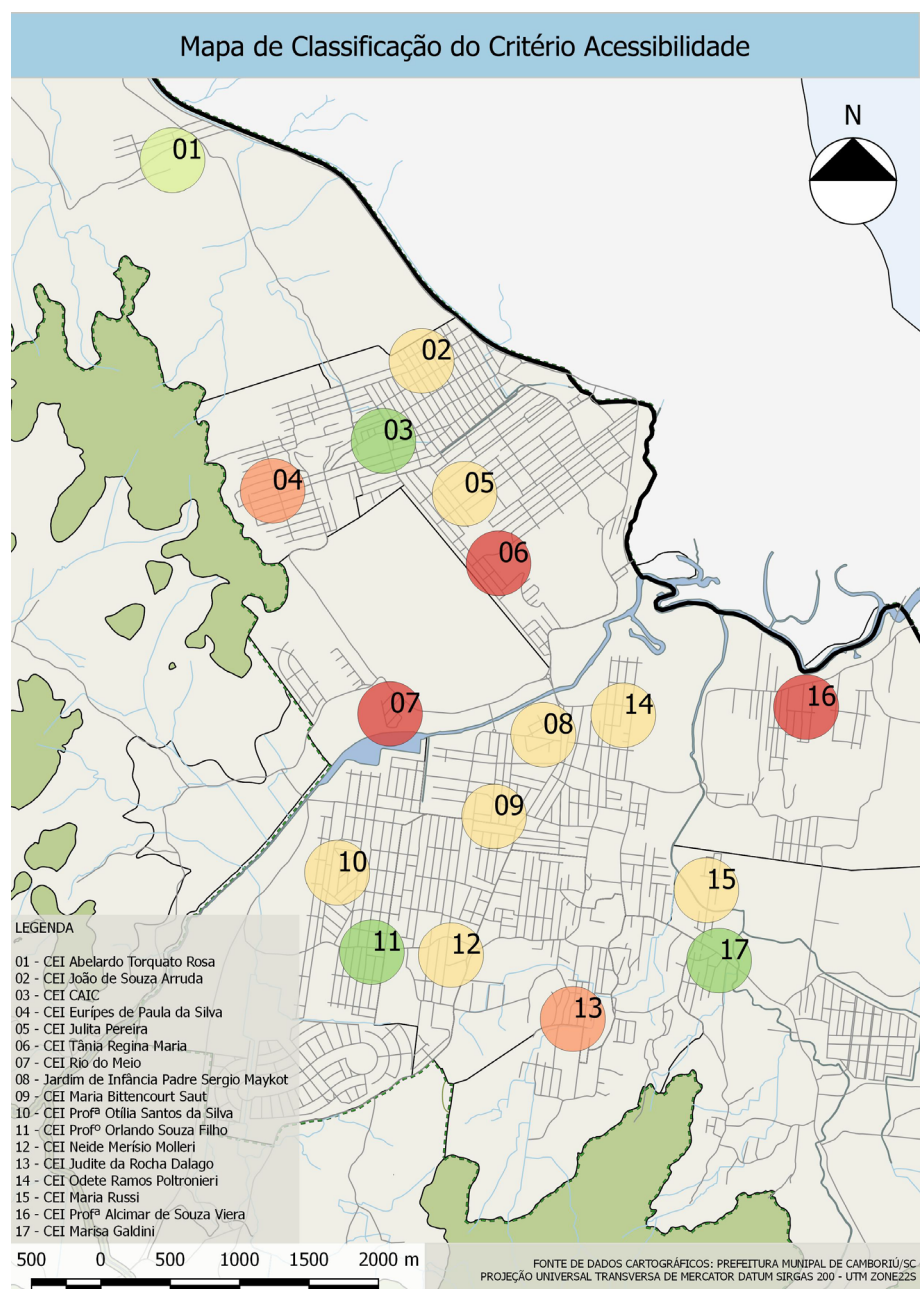 Mapa de Classificação do Critério Acessibilidade
N
01
02
03
04
05
06
07
08
14
16
09
10
15
11
12
17
13
LEGENDA
01 - CEI Abelardo Torquato Rosa
02 - CEI João de Souza Arruda
03 - CEI CAIC
04 - CEI Eurípes de Paula da Silva
05 - CEI Julita Pereira
06 - CEI Tânia Regina Maria
07 - CEI Rio do Meio
08 - Jardim de Infância Padre Sergio Maykot
09 - CEI Maria Bittencourt Saut
10 - CEI Profª Otília Santos da Silva
11 - CEI Profº Orlando Souza Filho
12 - CEI Neide Merísio Molleri
13 - CEI Judite da Rocha Dalago
14 - CEI Odete Ramos Poltronieri
15 - CEI Maria Russi
16 - CEI Profª Alcimar de Souza Viera
17 - CEI Marisa Galdini
500 0 500 1000 1500 2000 m
FONTE DE DADOS CARTOGRÁFICOS: PREFEITURA MUNIPAL DE CAMBORIÚ/SC
PROJEÇÃO UNIVERSAL TRANSVERSA DE MERCATOR DATUM SIRGAS 200 - UTM ZONE22S